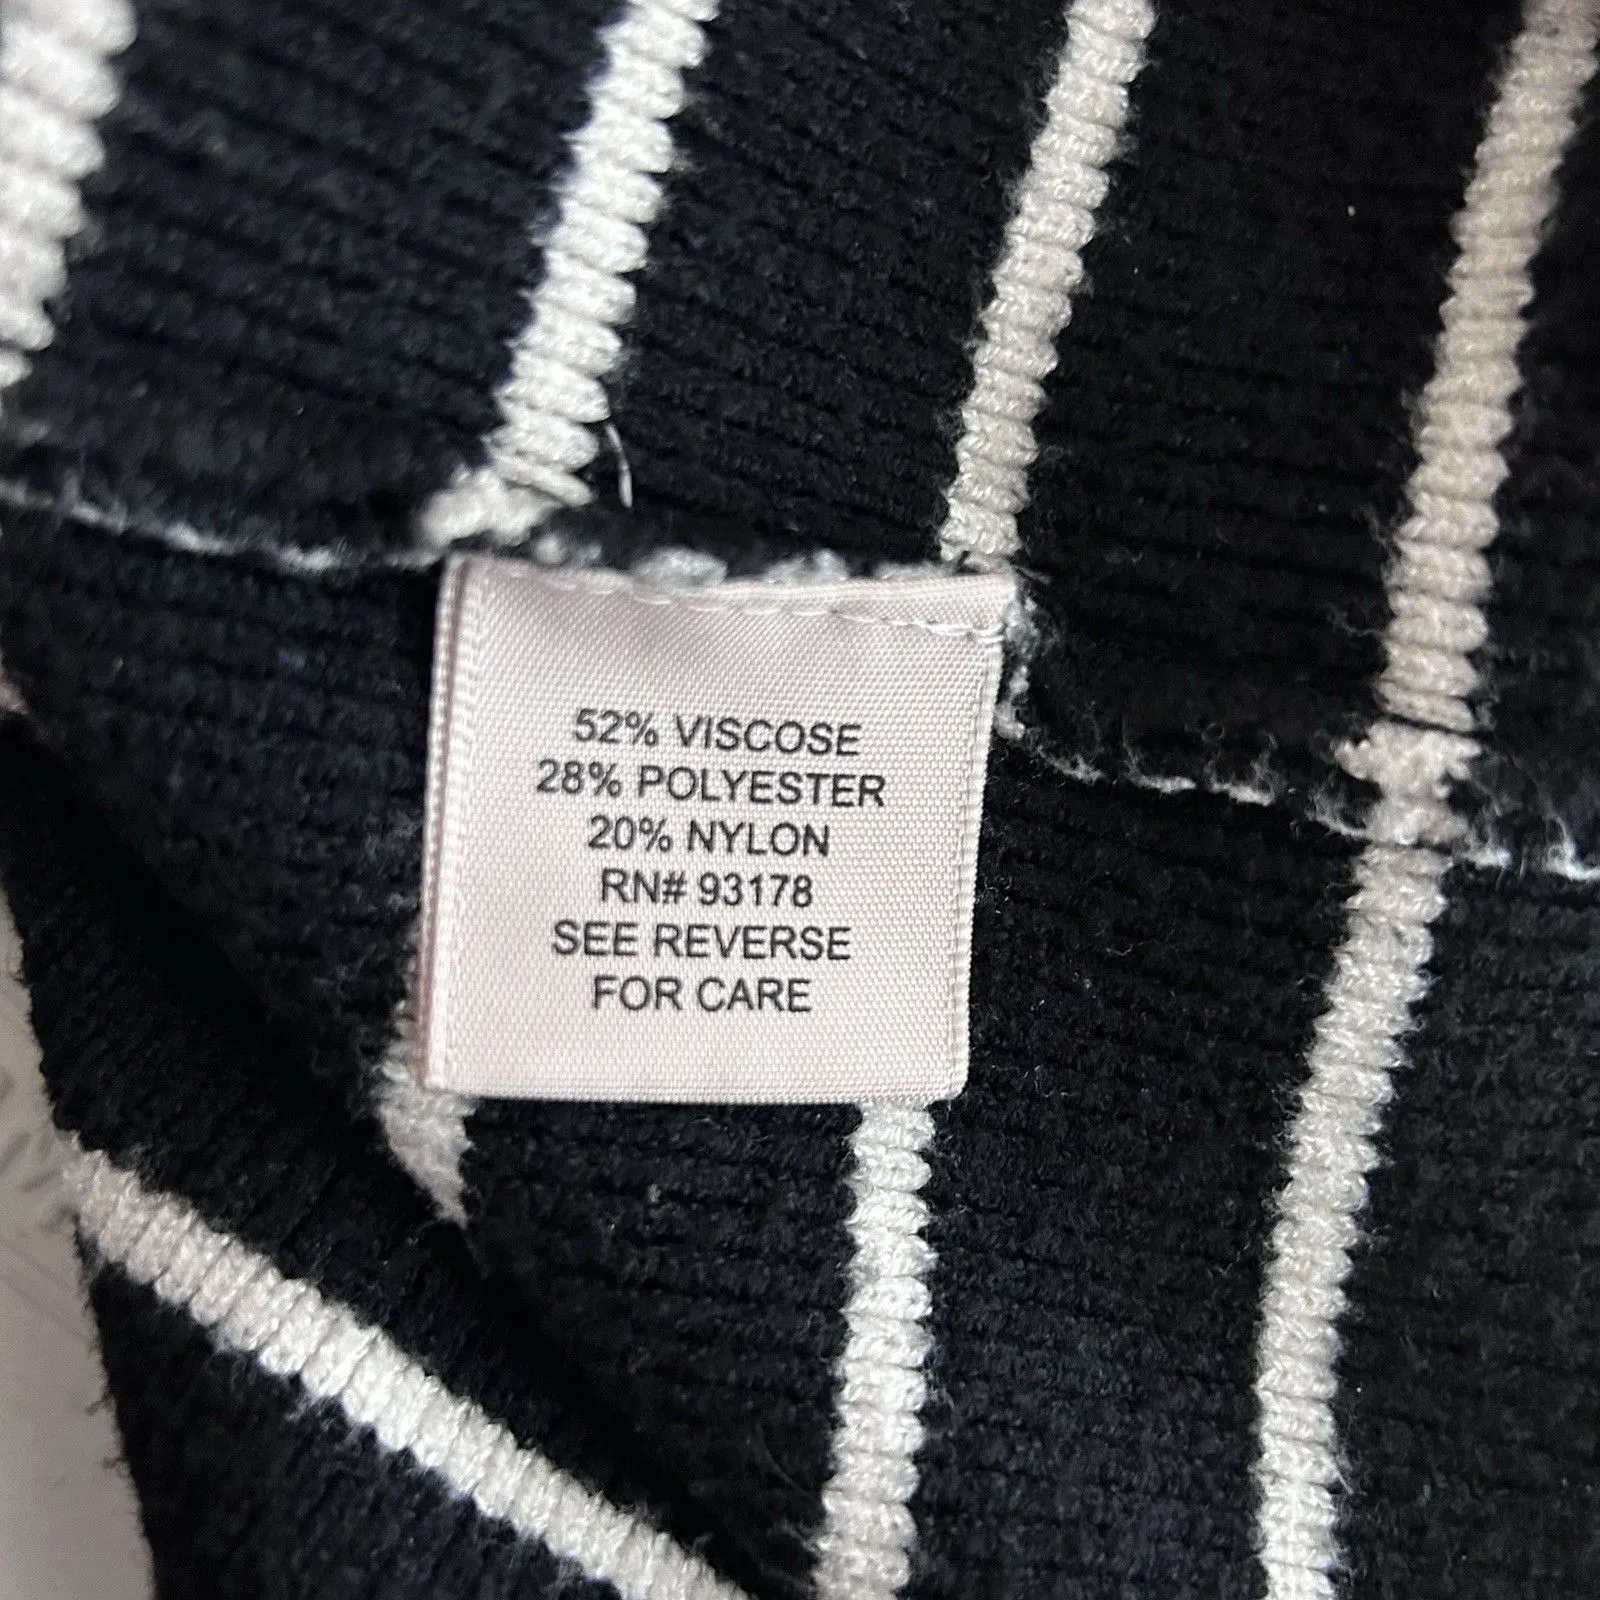 52% VISCOSE
28% POLYESTER
20% NYLON
RN# 93178
SEE REVERSE
FOR CARE